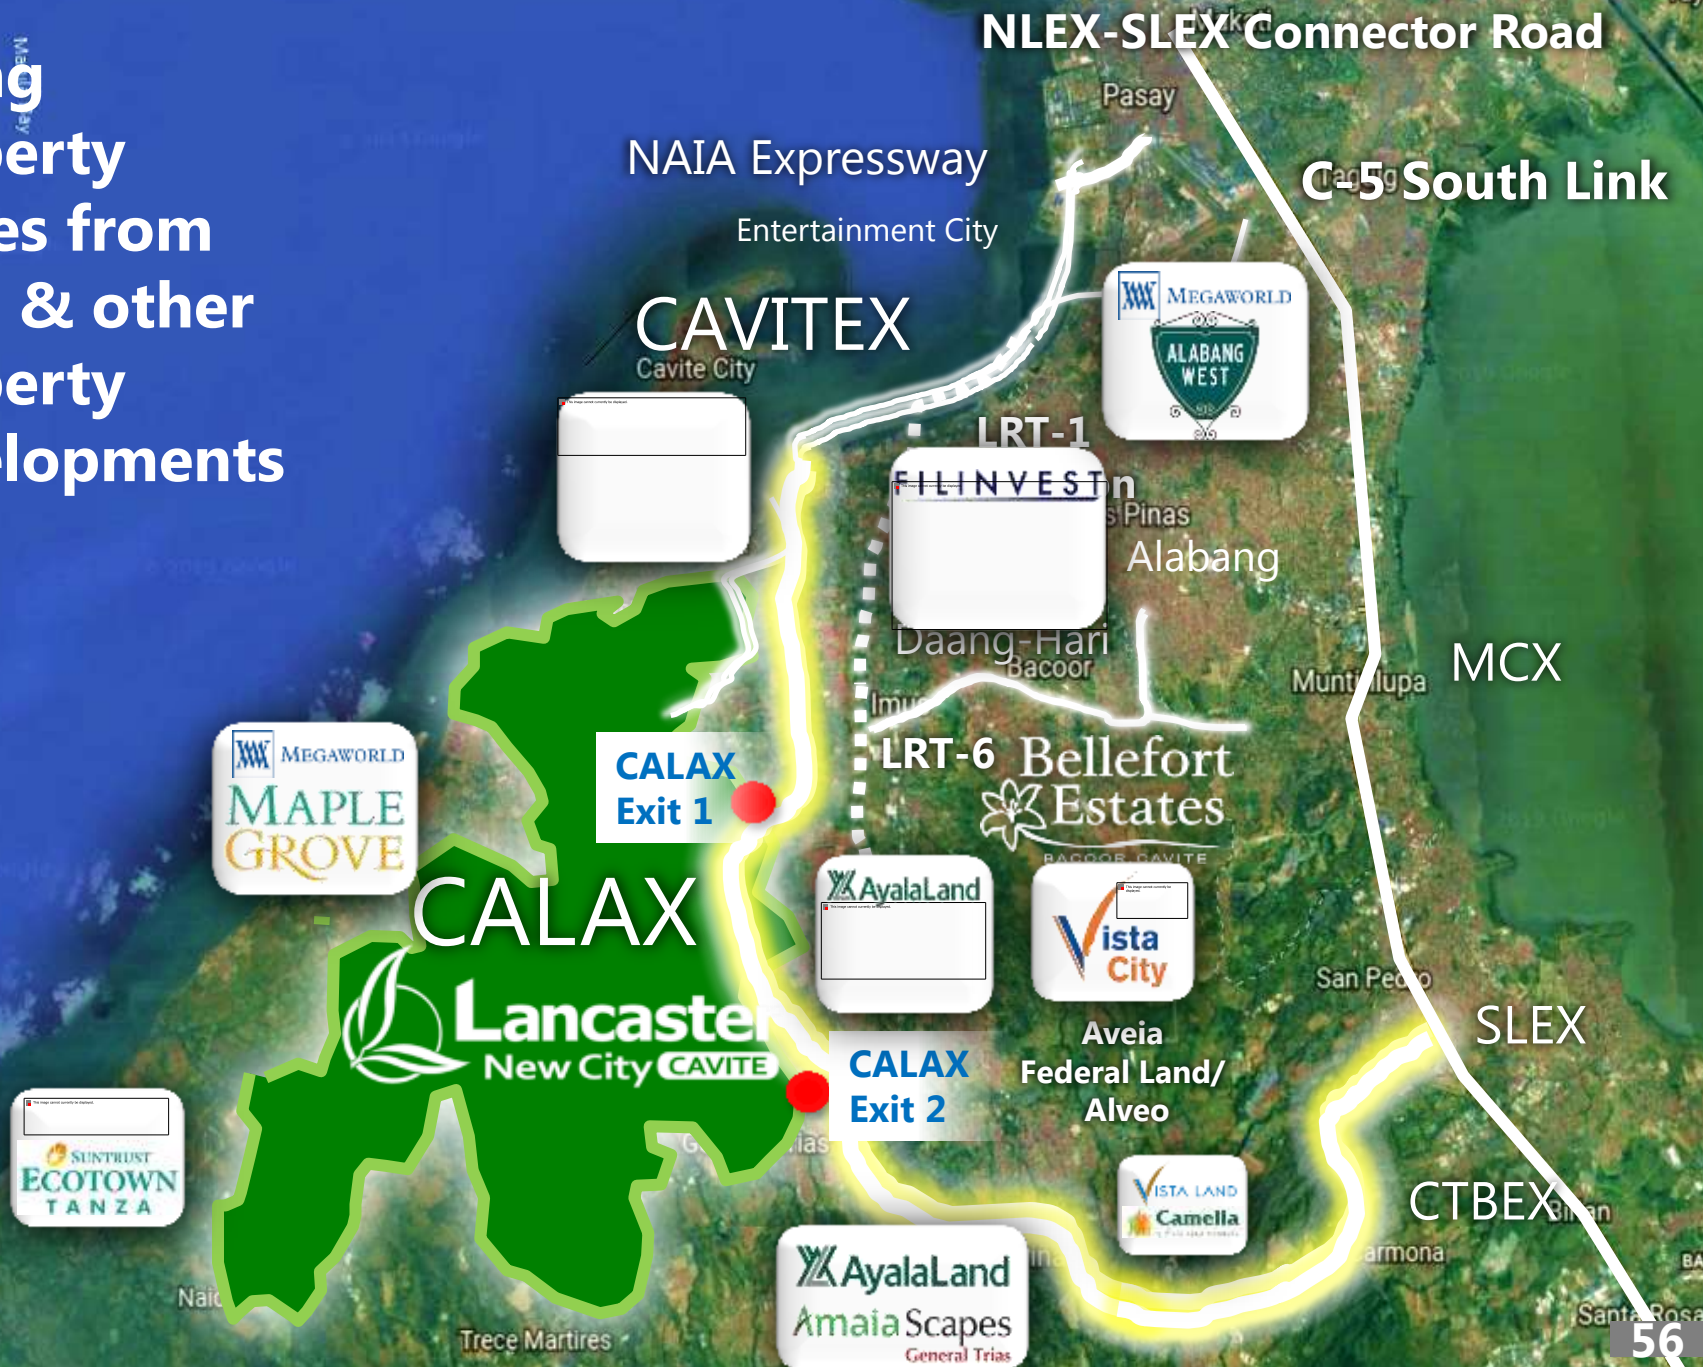 NLEX-SLEX Connector Road
Pasay
NAIA Expressway
C-5 South Link
Entertainment City
es from
& other
elopments
CAVITEX
Cavite City
MEGAWORLD
ALABANG
WEST
LRT-1
FILINVEST
Pinas
Alabang
Daang-Hari
Bacoor
MCX
Muntinlupa
LRT-6
Bellefort
Estates
BACOOR CAVITE
CALAX
Exit 1
MEGAWORLD
MAPLE
GROVE
CALAX
AyalaLand
Vista
City
San Pedro
Lancaster
New City CAVITE
SLEX
Aveia
Federal Land/
Alveo
CALAX
Exit 2
SUNTRUST
ECOTOWN
TANZA
VISTA LAND
Camella
CTBEX
AyalaLand
Amaia Scapes
General Trias
Trece Martires
Santa Rosa
56